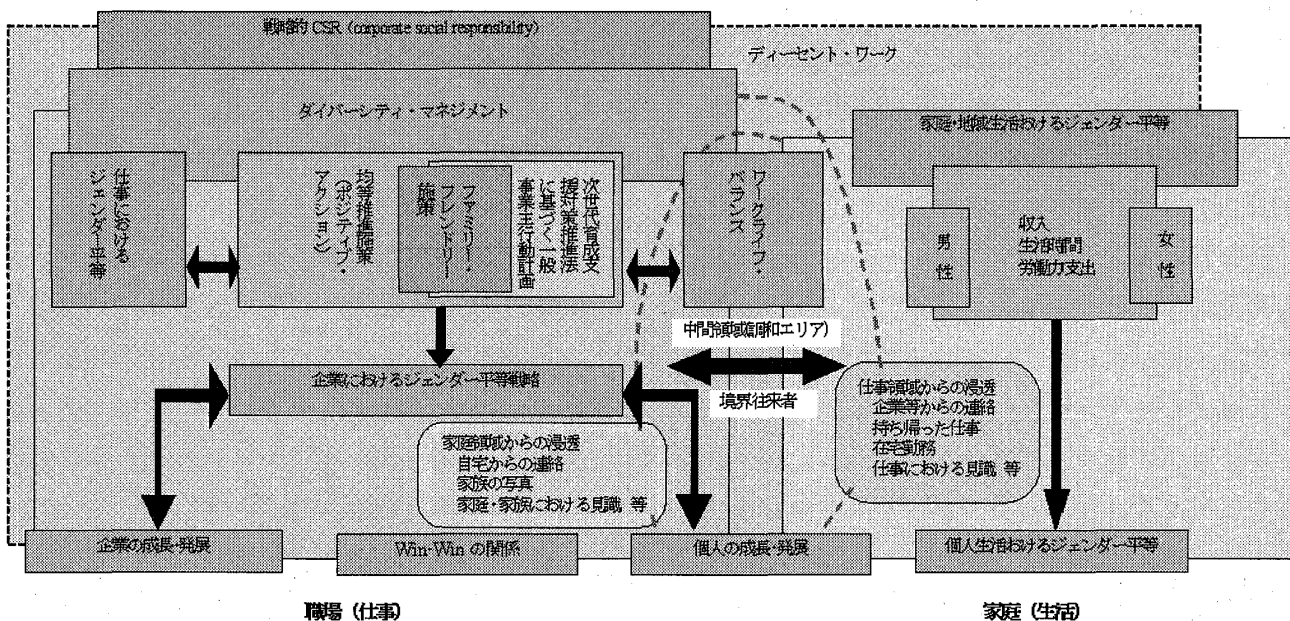 戦略的 CSR（corporate social responsibility）
ディーセント・ワーク
ダイバーシティ・マネジメント
家庭・地域生活おけるジェンダー平等
仕事における
ジェンダー平等
均等推進施策
（ポジティブ・
アクション）
ファミリー・
フレンドリー
施策
次世代育成支
援対策推進法
に基づく一般
事業主行動計画
ワークライフ・
バランス
男性
収入
生活時間
労働力支出
女性
中間領域（調和エリア）
境界往来者
企業におけるジェンダー平等戦略
仕事領域からの浸透
企業等からの連絡
持ち帰った仕事
在宅勤務
仕事における見識 等
家庭領域からの浸透
自宅からの連絡
家族の写真
家庭・家族における見識 等
企業の成長・発展
Win-Win の関係
個人の成長・発展
個人生活おけるジェンダー平等
職場（仕事）
家庭（生活）